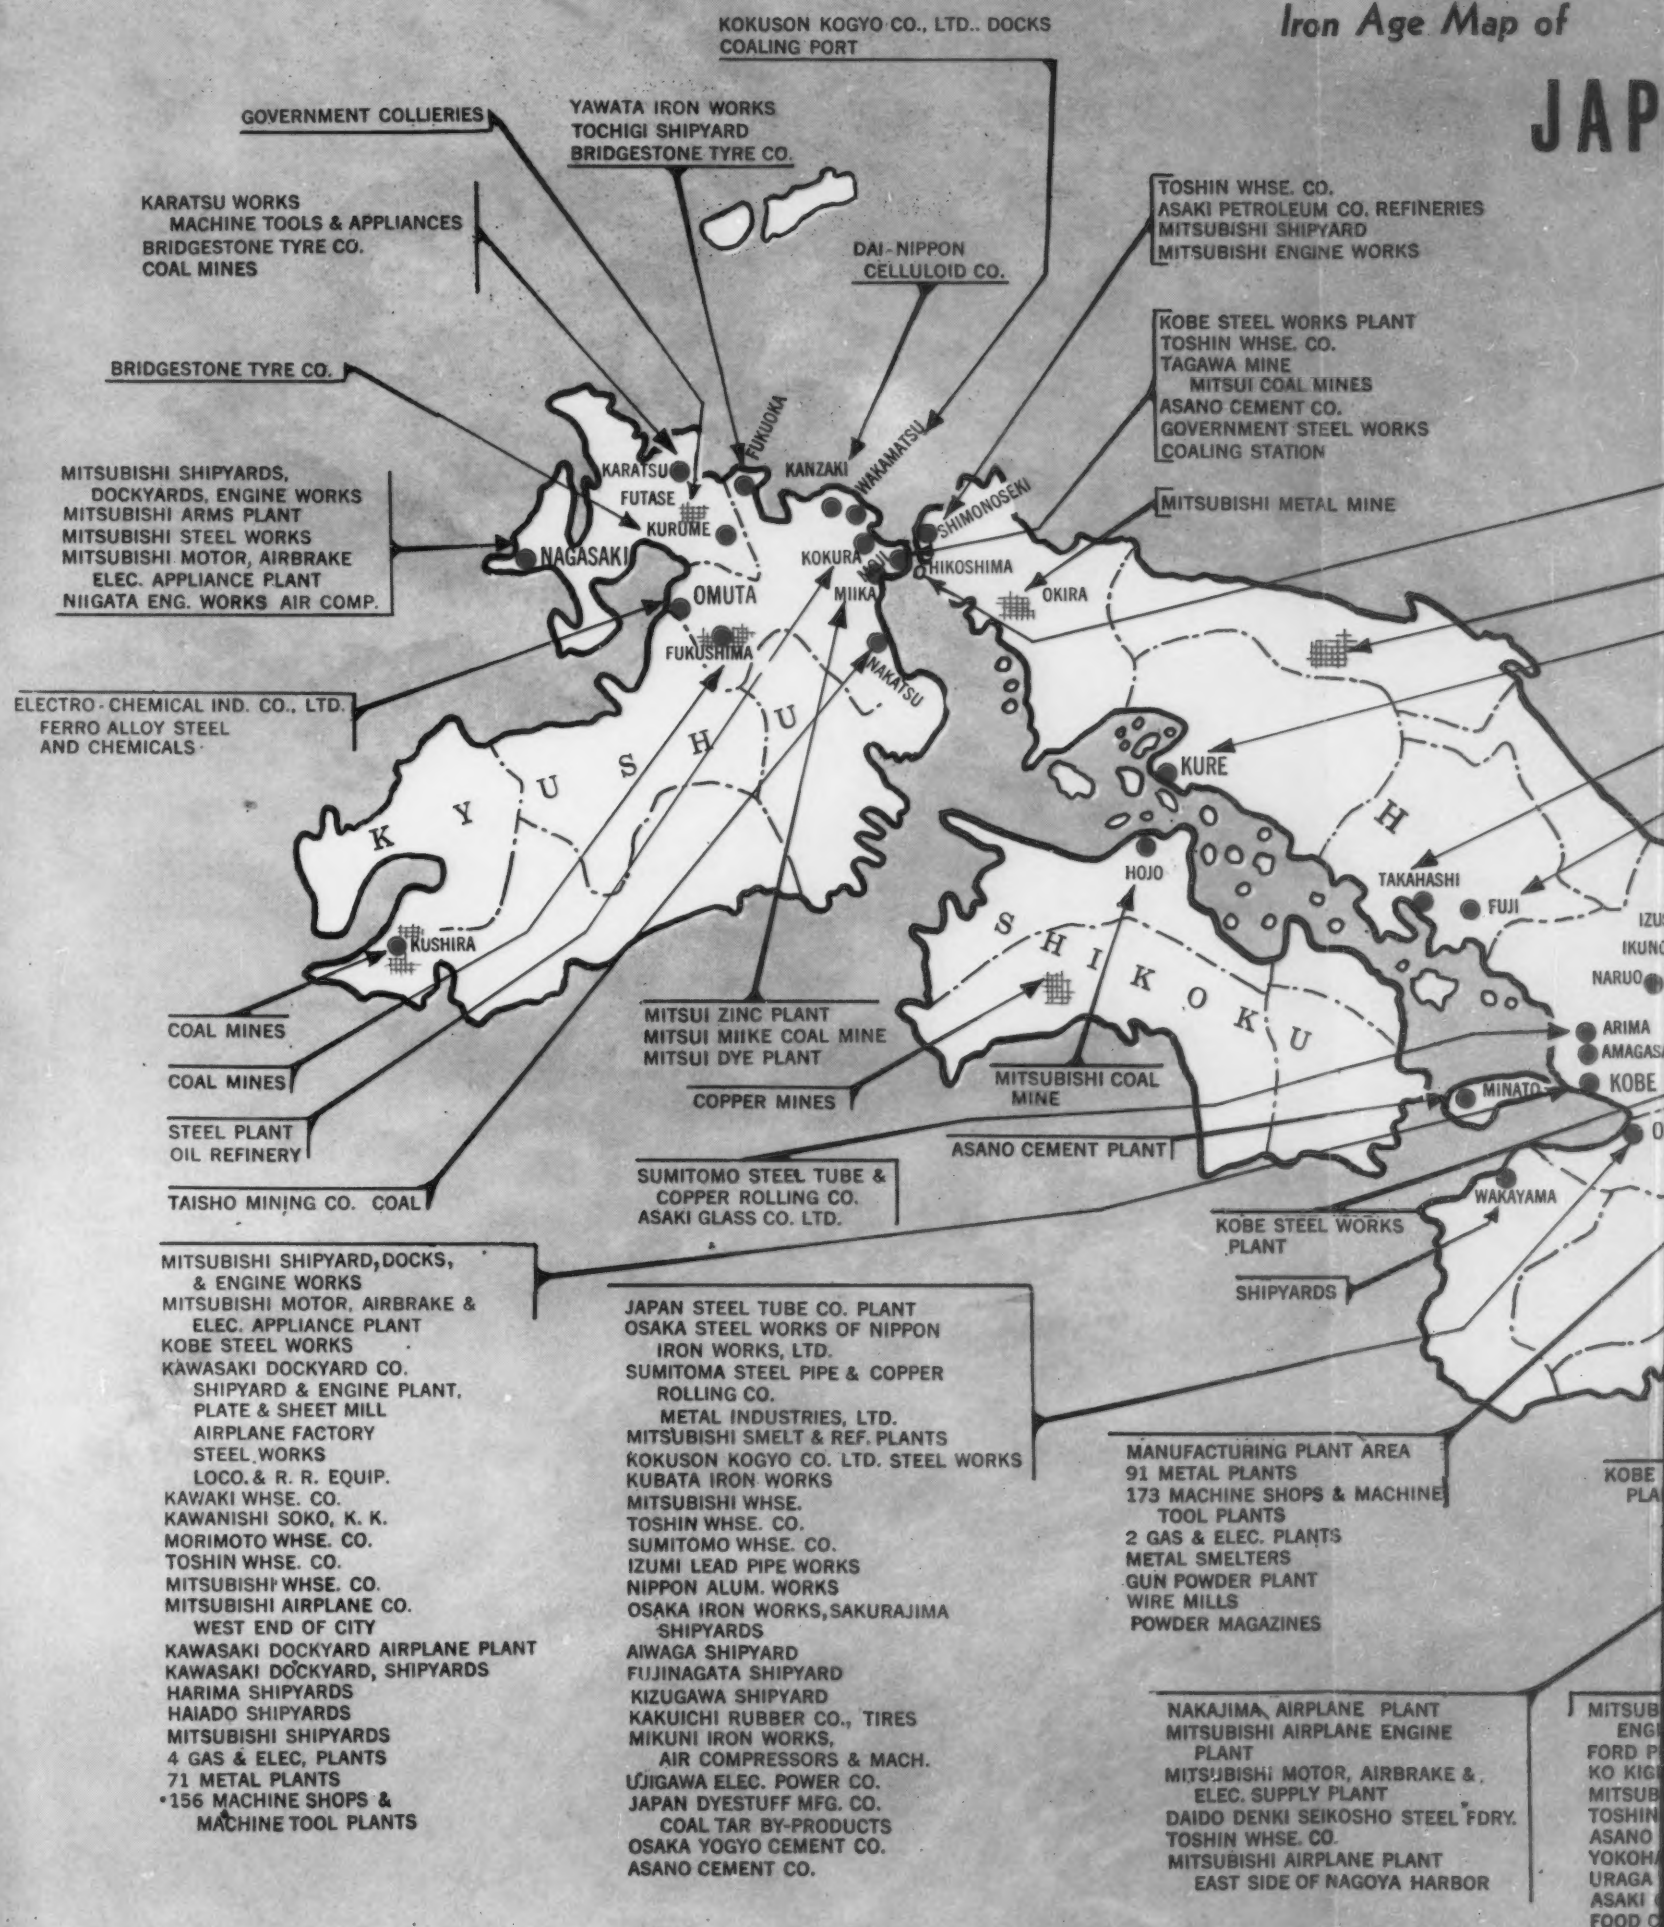 Iron Age Map of
JAP
KOKUSON KOGYO CO., LTD.. DOCKS
COALING PORT
GOVERNMENT COLLIERIES
YAWATA IRON WORKS
TOCHIGI SHIPYARD
BRIDGESTONE TYRE CO.
KARATSU WORKS
MACHINE TOOLS & APPLIANCES
BRIDGESTONE TYRE CO.
COAL MINES
DAI-NIPPON
CELLULOID CO.
TOSHIN WHSE. CO.
ASAKI PETROLEUM CO. REFINERIES
MITSUBISHI SHIPYARD
MITSUBISHI ENGINE WORKS
KOBE STEEL WORKS PLANT
TOSHIN WHSE. CO.
TAGAWA MINE
MITSUI COAL MINES
ASANO CEMENT CO.
GOVERNMENT STEEL WORKS
COALING STATION
BRIDGESTONE TYRE CO.
MITSUBISHI METAL MINE
MITSUBISHI SHIPYARDS,
DOCKYARDS, ENGINE WORKS
MITSUBISHI ARMS PLANT
MITSUBISHI STEEL WORKS
MITSUBISHI MOTOR, AIRBRAKE
ELEC. APPLIANCE PLANT
NIIGATA ENG. WORKS AIR COMP.
KARATSU
FUTASE
KURUME
FUKUOKA
KANZAKI
WAKAMATSU
SHIMONOSEKI
NAGASAKI
KOKURA
MOJI
HIKOSHIMA
OKIRA
OMUTA
MIIKA
FUKUSHIMA
NAKATSU
ELECTRO-CHEMICAL IND. CO., LTD.
FERRO ALLOY STEEL
AND CHEMICALS
KYUSHU
KURE
H
HOJO
TAKAHASHI
FUJI
IZU
IKUNO
NARUO
KUSHIRA
SHIKOKU
ARIMA
AMAGASA
KOBE
MINATO
O
WAKAYAMA
COAL MINES
COAL MINES
STEEL PLANT
OIL REFINERY
TAISHO MINING CO. COAL
MITSUI ZINC PLANT
MITSUI MIIKE COAL MINE
MITSUI DYE PLANT
COPPER MINES
MITSUBISHI COAL
MINE
ASANO CEMENT PLANT
SUMITOMO STEEL TUBE &
COPPER ROLLING CO.
ASAKI GLASS CO. LTD.
KOBE STEEL WORKS
PLANT
SHIPYARDS
MITSUBISHI SHIPYARD, DOCKS,
& ENGINE WORKS
MITSUBISHI MOTOR, AIRBRAKE &
ELEC. APPLIANCE PLANT
KOBE STEEL WORKS
KAWASAKI DOCKYARD CO.
SHIPYARD & ENGINE PLANT,
PLATE & SHEET MILL
AIRPLANE FACTORY
STEEL WORKS
LOCO. & R. R. EQUIP.
KAWAKI WHSE. CO.
KAWANISHI SOKO, K. K.
MORIMOTO WHSE. CO.
TOSHIN WHSE. CO.
MITSUBISHI WHSE. CO.
MITSUBISHI AIRPLANE CO.
WEST END OF CITY
KAWASAKI DOCKYARD AIRPLANE PLANT
KAWASAKI DOCKYARD, SHIPYARDS
HARIMA SHIPYARDS
HAIADO SHIPYARDS
MITSUBISHI SHIPYARDS
4 GAS & ELEC, PLANTS
71 METAL PLANTS
156 MACHINE SHOPS &
MACHINE TOOL PLANTS
JAPAN STEEL TUBE CO. PLANT
OSAKA STEEL WORKS OF NIPPON
IRON WORKS, LTD.
SUMITOMA STEEL PIPE & COPPER
ROLLING CO.
METAL INDUSTRIES, LTD.
MITSUBISHI SMELT & REF. PLANTS
KOKUSON KOGYO CO. LTD. STEEL WORKS
KUBATA IRON WORKS
MITSUBISHI WHSE.
TOSHIN WHSE. CO.
SUMITOMO WHSE. CO.
IZUMI LEAD PIPE WORKS
NIPPON ALUM. WORKS
OSAKA IRON WORKS, SAKURAJIMA
SHIPYARDS
AIWAGA SHIPYARD
FUJINAGATA SHIPYARD
KIZUGAWA SHIPYARD
KAKUICHI RUBBER CO., TIRES
MIKUNI IRON WORKS,
AIR COMPRESSORS & MACH.
UJIGAWA ELEC. POWER CO.
JAPAN DYESTUFF MFG. CO.
COAL TAR BY-PRODUCTS
OSAKA YOGYO CEMENT CO.
ASANO CEMENT CO.
MANUFACTURING PLANT AREA
91 METAL PLANTS
173 MACHINE SHOPS & MACHINE
TOOL PLANTS
2 GAS & ELEC. PLANTS
METAL SMELTERS
GUN POWDER PLANT
WIRE MILLS
POWDER MAGAZINES
KOBE
PLA
NAKAJIMA AIRPLANE PLANT
MITSUBISHI AIRPLANE ENGINE
PLANT
MITSUBISHI MOTOR, AIRBRAKE &
ELEC. SUPPLY PLANT
DAIDO DENKI SEIKOSHO STEEL FDRY.
TOSHIN WHSE. CO.
MITSUBISHI AIRPLANE PLANT
EAST SIDE OF NAGOYA HARBOR
MITSUB
ENGI
FORD P
KO KIG
MITSUB
TOSHIN
ASANO
YOKOHA
URAGA
ASAKI
FOOD C